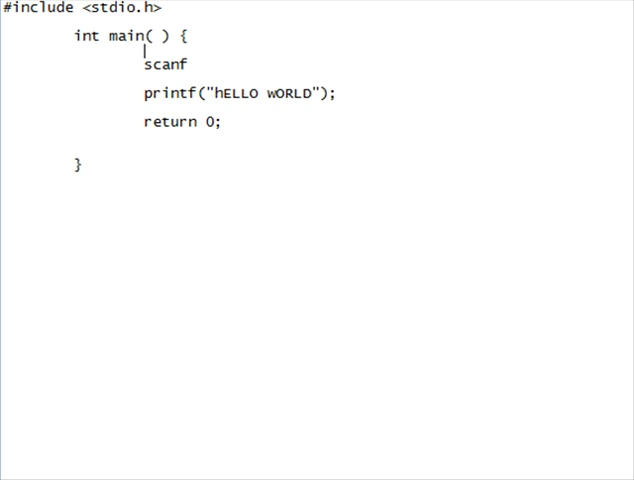 #include <stdio.h>
int main( ) {
scanf
printf("hELLO wORLD");
return 0;
}